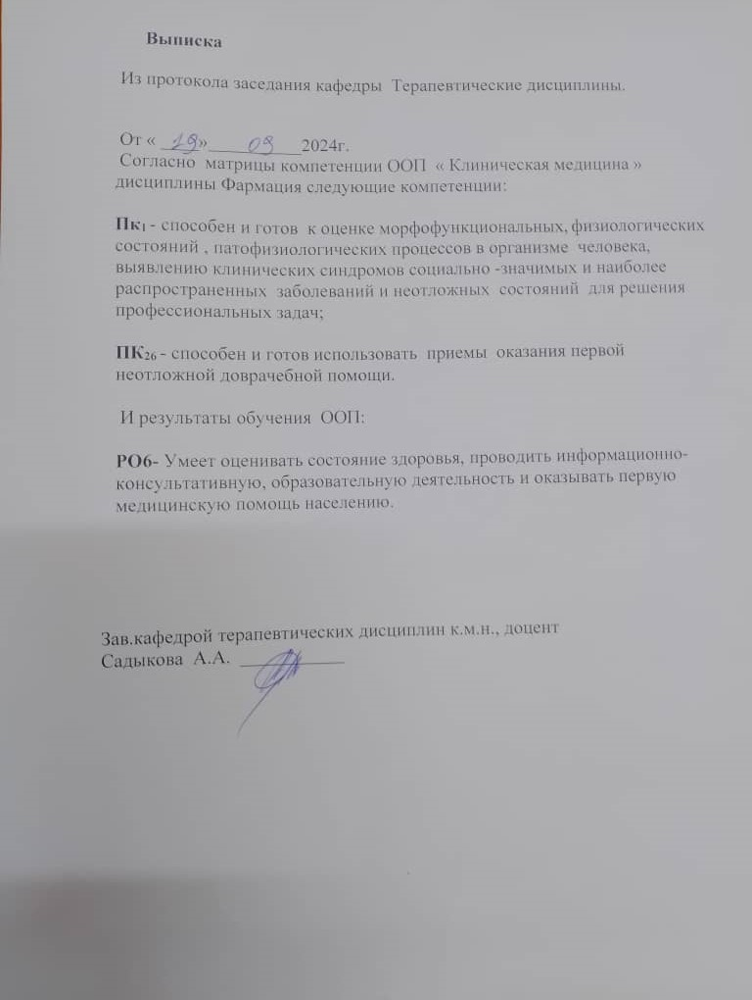 Выписка
Из протокола заседания кафедры Терапевтические дисциплины.
От « 19» 09 2024г.
Согласно матрицы компетенции ООП « Клиническая медицина »
дисциплины Фармация следующие компетенции:
Пк1 - способен и готов к оценке морфофункциональных, физиологических
состояний , патофизиологических процессов в организме человека,
выявлению клинических синдромов социально -значимых и наиболее
распространенных заболеваний и неотложных состояний для решения
профессиональных задач;
ПК26 - способен и готов использовать приемы оказания первой
неотложной доврачебной помощи.
И результаты обучения ООП:
РО6- Умеет оценивать состояние здоровья, проводить информационно-
консультативную, образовательную деятельность и оказывать первую
медицинскую помощь населению.
Зав.кафедрой терапевтических дисциплин к.м.н., доцент
Садыкова А.А.